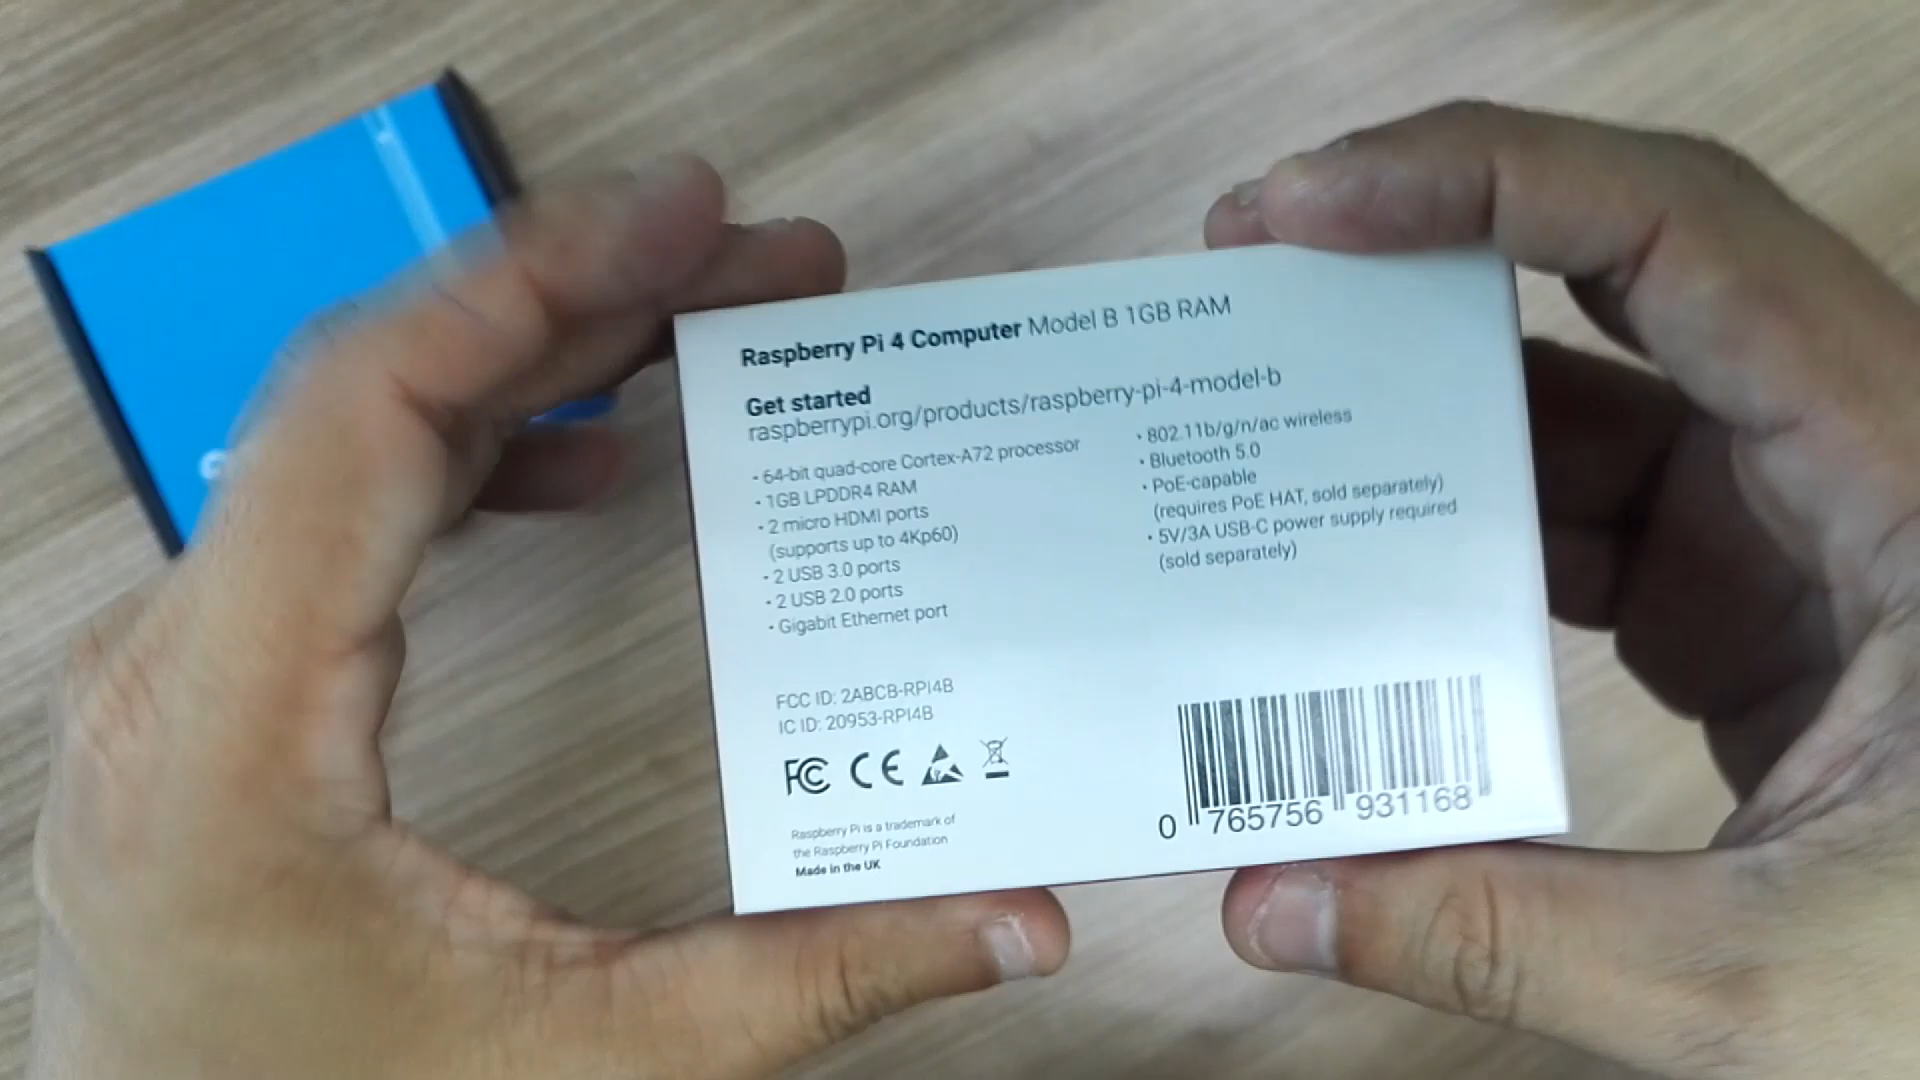 Raspberry Pi 4 Computer Model B 1GB RAM
Get started
raspberrypi.org/products/raspberry-pi-4-model-b
• 64-bit quad-core Cortex-A72 processor
• 1GB LPDDR4 RAM
• 2 micro HDMI ports
(supports up to 4Kp60)
• 2 USB 3.0 ports
• 2 USB 2.0 ports
• Gigabit Ethernet port
• 802.11b/g/n/ac wireless
• Bluetooth 5.0
• PoE-capable
(requires PoE HAT, sold separately)
• 5V/3A USB-C power supply required
(sold separately)
FCC ID: 2ABCB-RPI4B
IC ID: 20953-RPI4B
FC CE
Raspberry Pi is a trademark of
the Raspberry Pi Foundation
Made in the UK
0 765756 931168